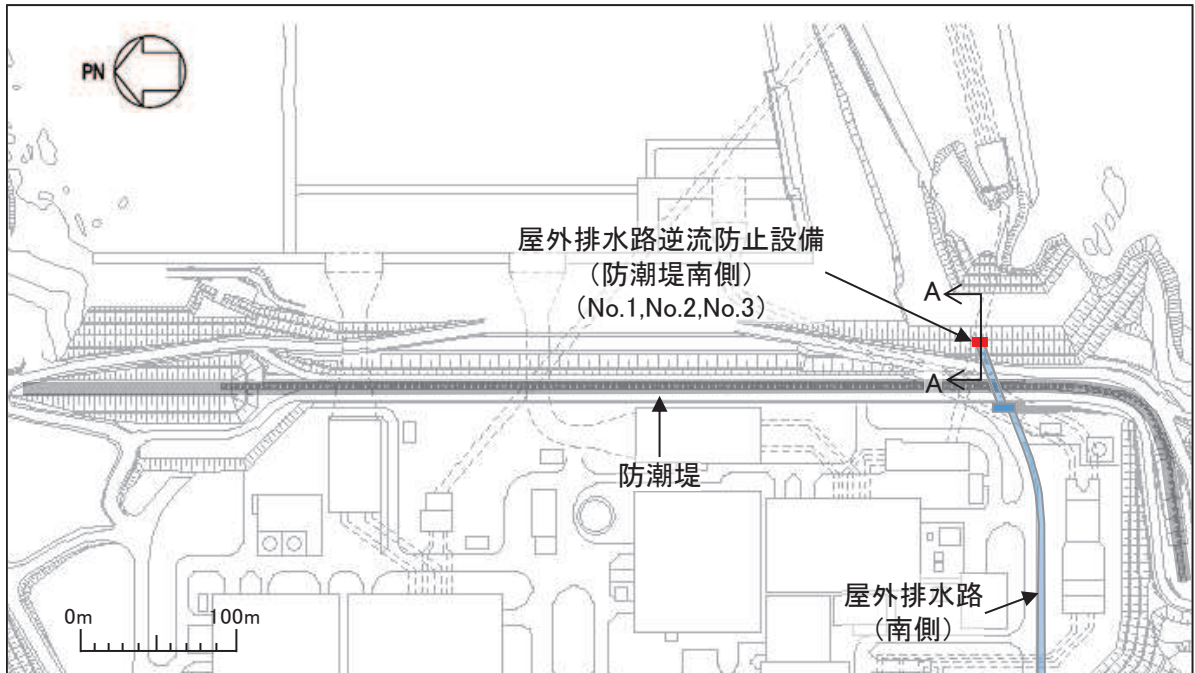 PN
屋外排水路逆流防止設備
（防潮堤南側）
（No.1,No.2,No.3）
A
A
防潮堤
屋外排水路
（南側）
0m
100m